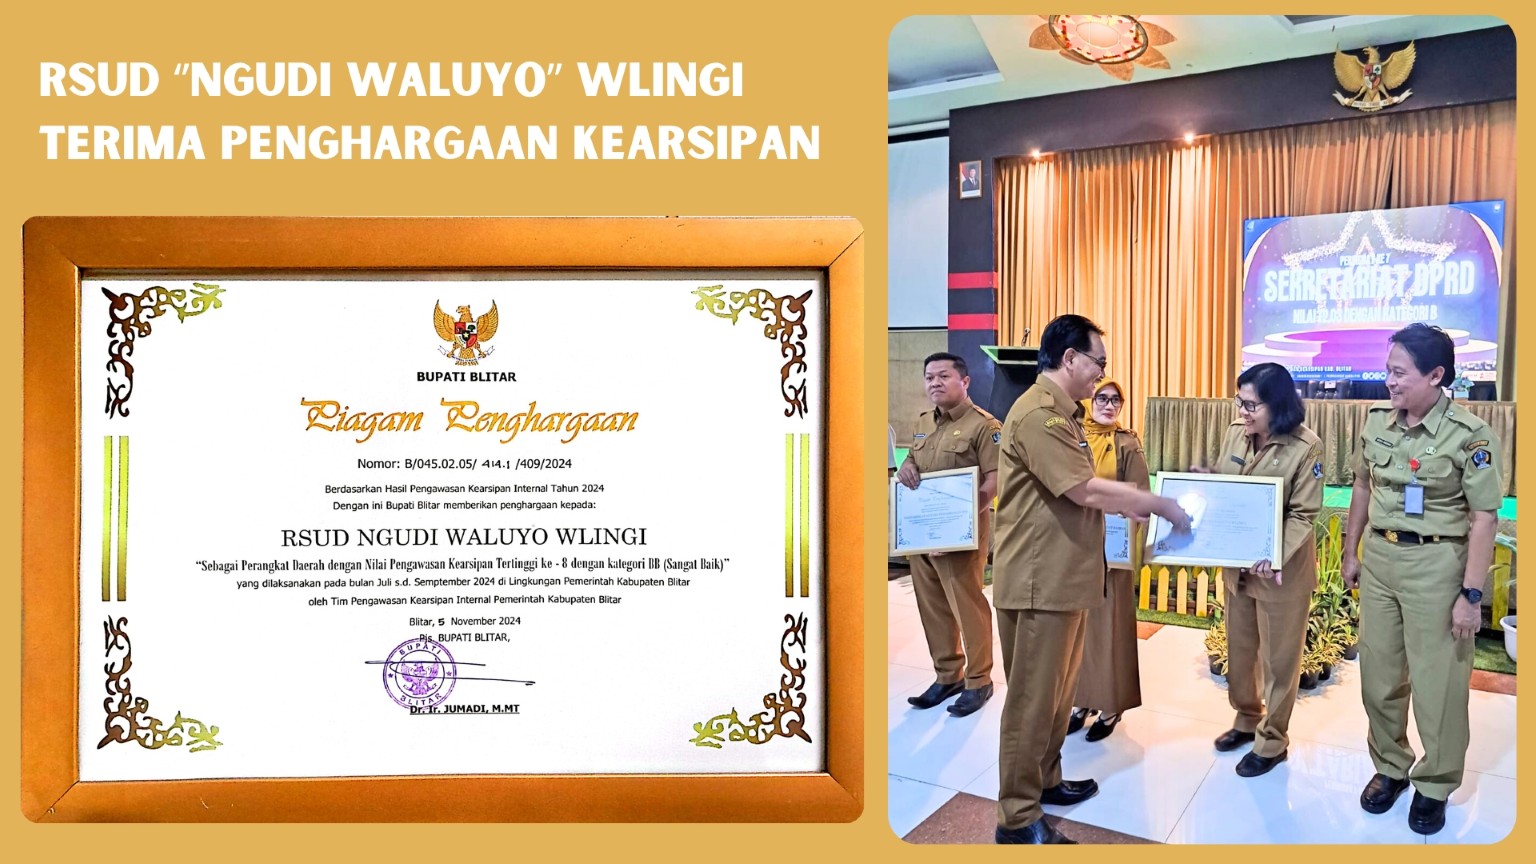 RSUD "NGUDI WALUYO" WLINGI
TERIMA PENGHARGAAN KEARSIPAN
BUPATI BLITAR
Piagam Penghargaan
Nomor: B/045.02.05/ 414.1 /409/2024
Berdasarkan Hasil Pengawasan Kearsipan Internal Tahun 2024
Dengan ini Bupati Blitar memberikan penghargaan kepada:
RSUD NGUDI WALUYO WLINGI
"Sebagai Perangkat Daerah dengan Nilai Pengawasan Kearsipan Tertinggi ke - 8 dengan kategori BB (Sangat Baik)"
yang dilaksanakan pada bulan Juli s.d. Semptember 2024 di Lingkungan Pemerintah Kabupaten Blitar
oleh Tim Pengawasan Kearsipan Internal Pemerintah Kabupaten Blitar
Blitar, 5 November 2024
Pjs. BUPATI BLITAR,
BUPATI
BLITAR
Dr. Ir. JUMADI, M.MT
PERINGKAT KE 7
SEKRETARIAT DPRD
NILAI 72,05 DENGAN KATEGORI B